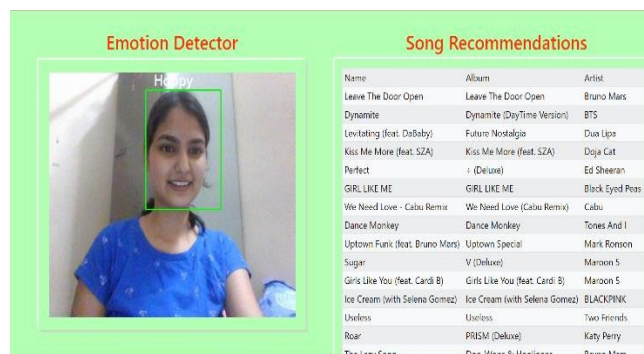 Emotion Detector
Happy
Song Recommendations
Name Album Artist
Leave The Door Open Leave The Door Open Bruno Mars
Dynamite Dynamite (DayTime Version) BTS
Levitating (feat. DaBaby) Future Nostalgia Dua Lipa
Kiss Me More (feat. SZA) Kiss Me More (feat. SZA) Doja Cat
Perfect ÷ (Deluxe) Ed Sheeran
GIRL LIKE ME GIRL LIKE ME Black Eyed Peas
We Need Love - Cabu Remix We Need Love (Cabu Remix) Cabu
Dance Monkey Dance Monkey Tones And I
Uptown Funk (feat. Bruno Mars) Uptown Special Mark Ronson
Sugar V (Deluxe) Maroon 5
Girls Like You (feat. Cardi B) Girls Like You (feat. Cardi B) Maroon 5
Ice Cream (with Selena Gomez) Ice Cream (with Selena Gomez) BLACKPINK
Useless Useless Two Friends
Roar PRISM (Deluxe) Katy Perry